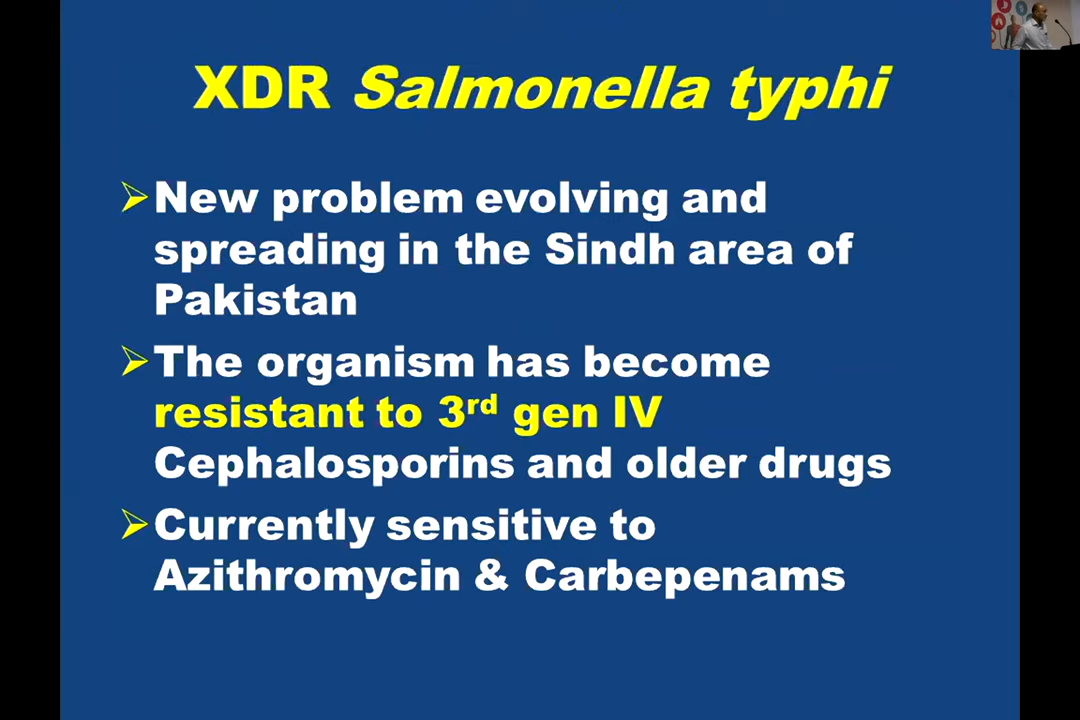 XDR Salmonella typhi
New problem evolving and
spreading in the Sindh area of
Pakistan
The organism has become
resistant to 3rd gen IV
Cephalosporins and older drugs
Currently sensitive to
Azithromycin & Carbepenams